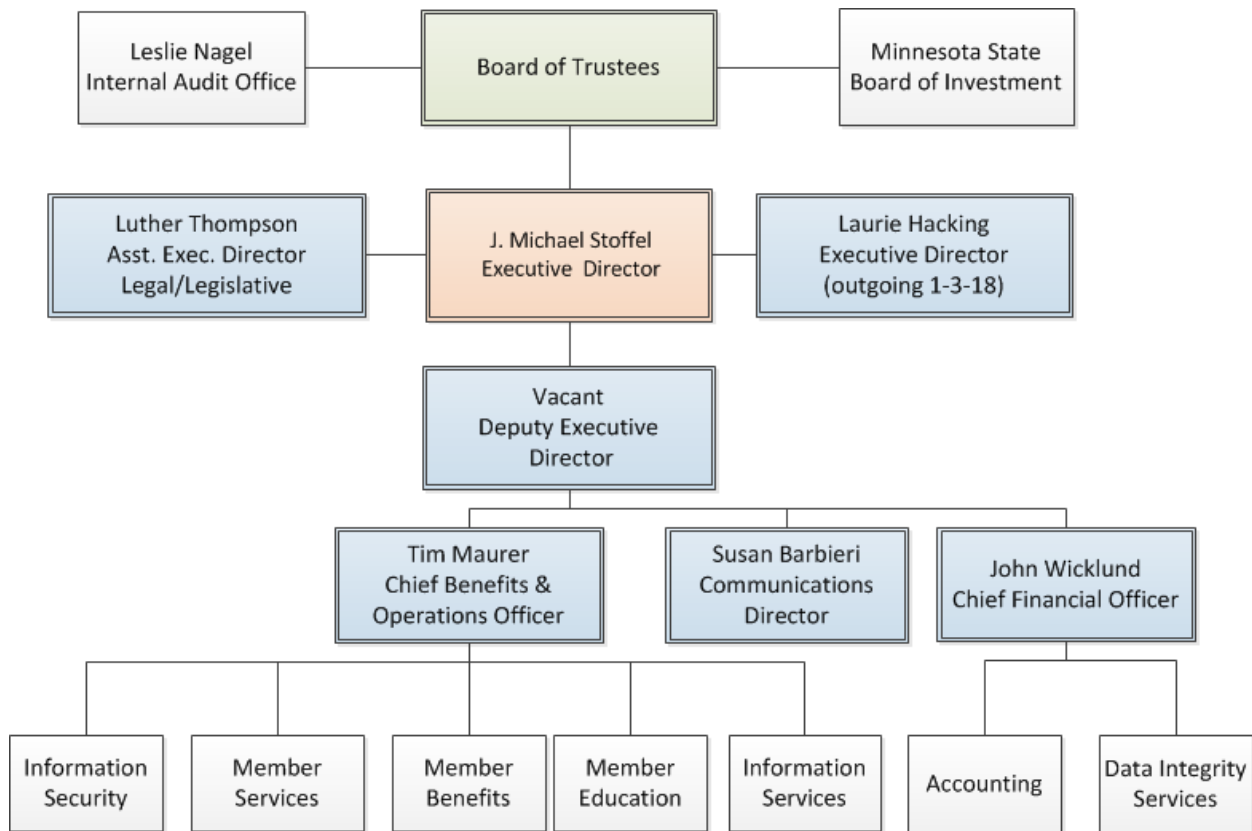 Leslie Nagel
Internal Audit Office
Board of Trustees
Minnesota State
Board of Investment
Luther Thompson
Asst. Exec. Director
Legal/Legislative
J. Michael Stoffel
Executive Director
Laurie Hacking
Executive Director
(outgoing 1-3-18)
Vacant
Deputy Executive
Director
Tim Maurer
Chief Benefits &
Operations Officer
Susan Barbieri
Communications
Director
John Wicklund
Chief Financial Officer
Information
Security
Member
Services
Member
Benefits
Member
Education
Information
Services
Accounting
Data Integrity
Services